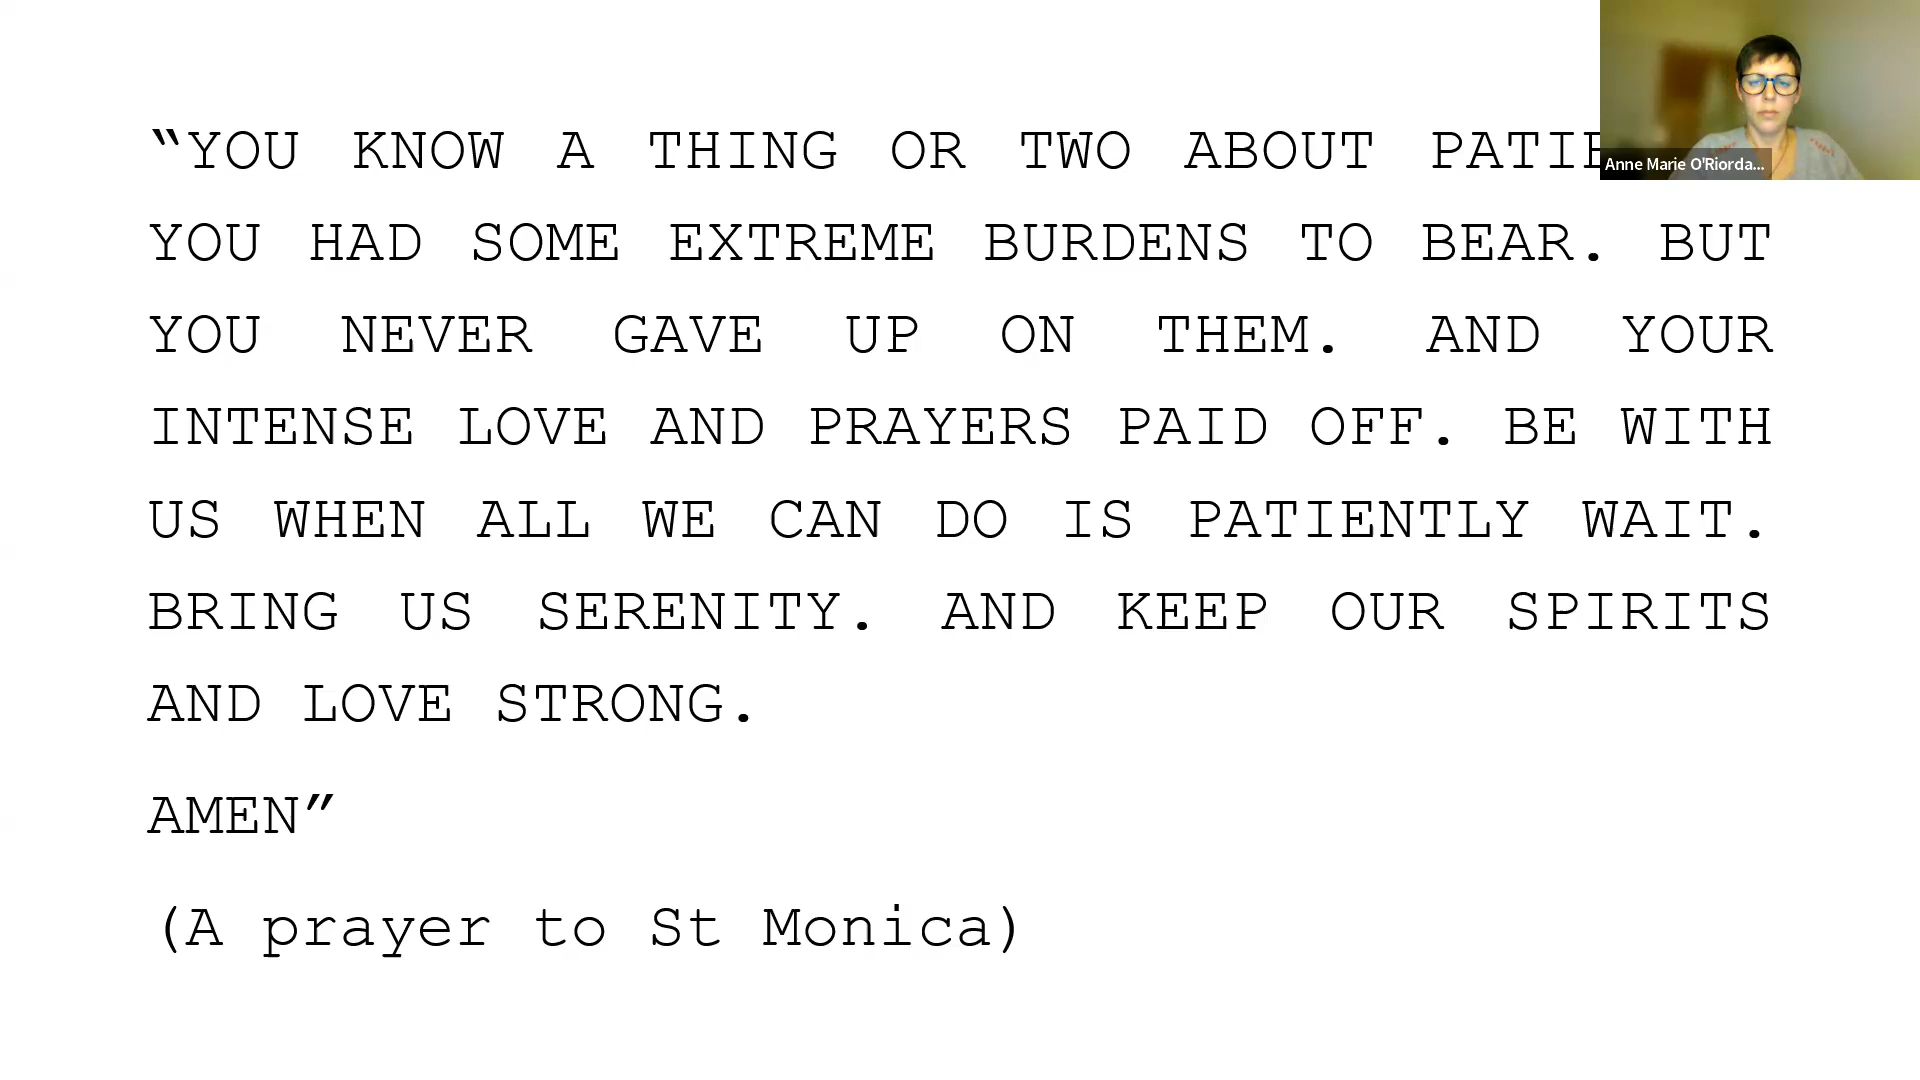 “YOU KNOW A THING OR TWO ABOUT
YOU HAD SOME EXTREME BURDENS TO BEAR. BUT
YOU NEVER GAVE UP ON THEM. AND YOUR
INTENSE LOVE AND PRAYERS PAID OFF. BE WITH
US WHEN ALL WE CAN DO IS PATIENTLY WAIT.
BRING US SERENITY. AND KEEP OUR SPIRITS
AND LOVE STRONG.
AMEN”
(A prayer to St Monica)
Anne Marie O'Riorda...